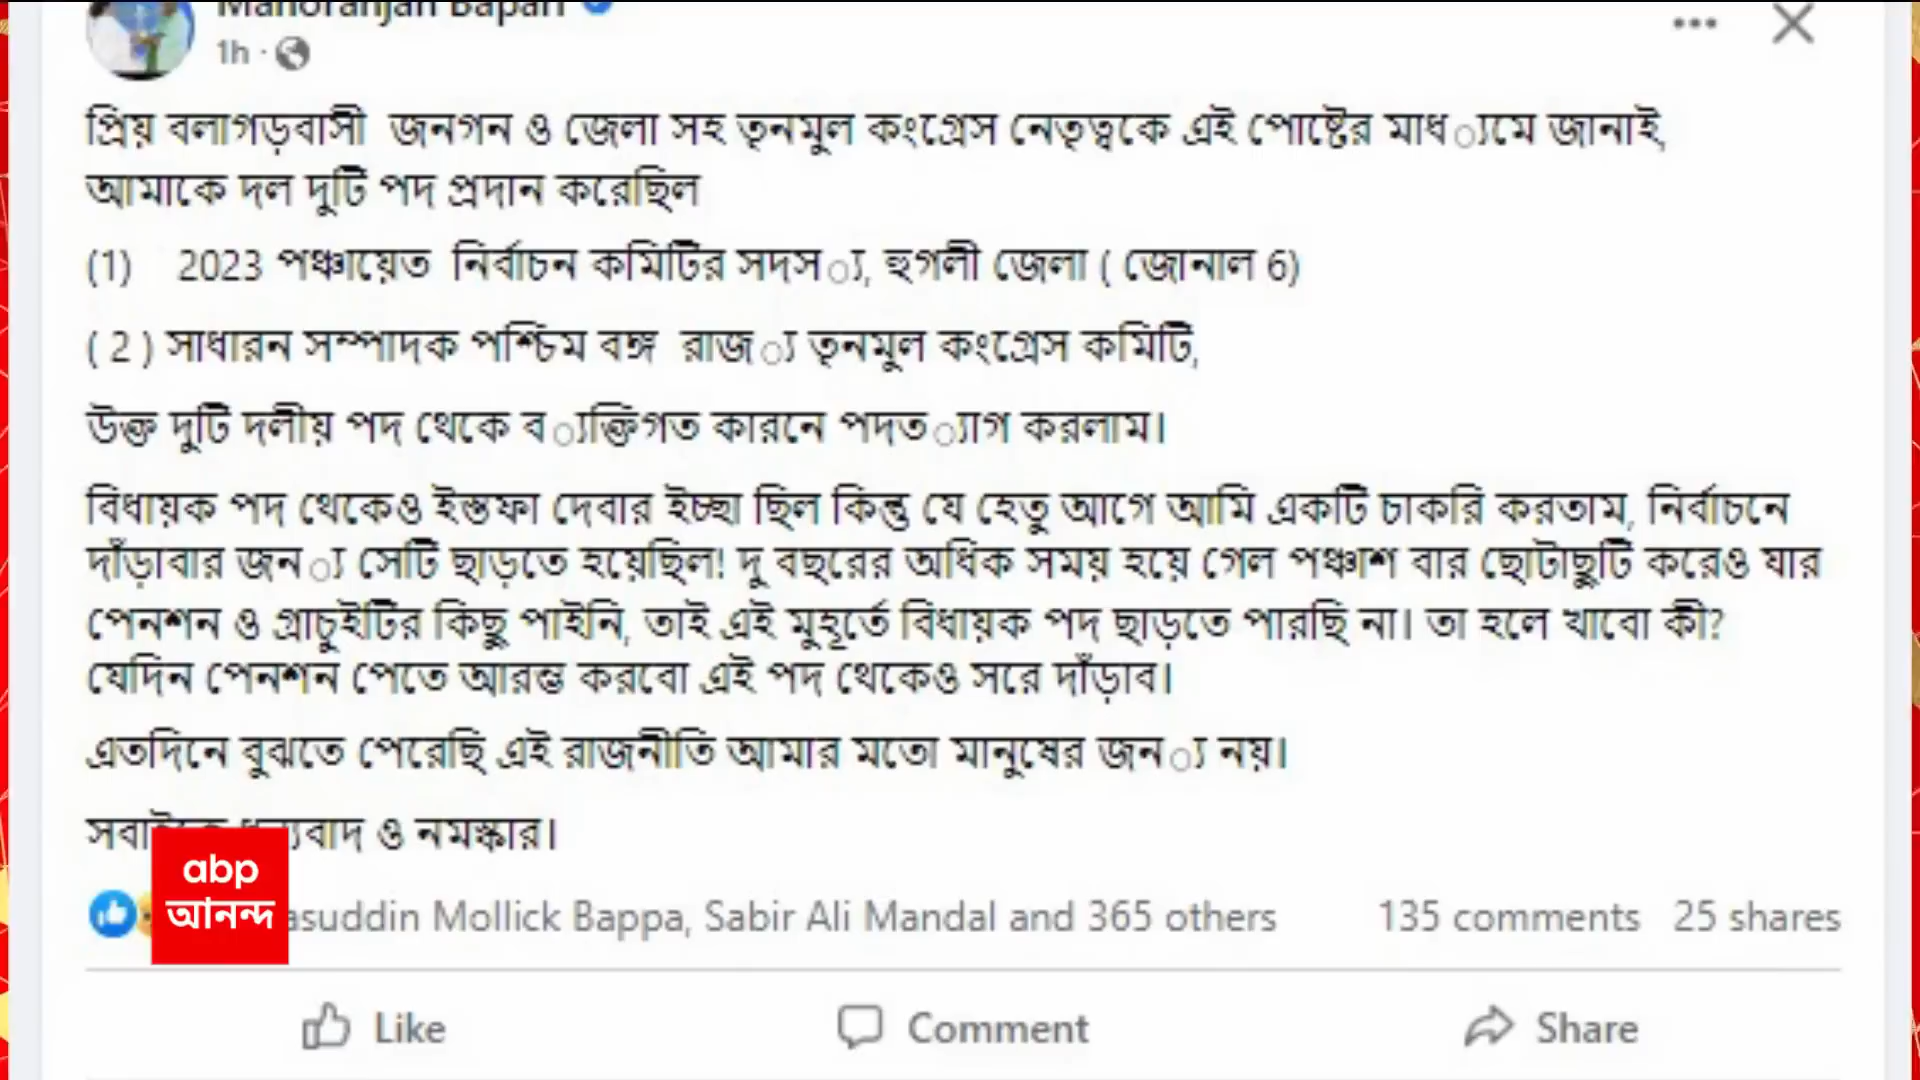 Manoranjan Bapari
1h ·
প্রিয় বলাগড়বাসী জনগন ও জেলা সহ তৃনমুল কংগ্রেস নেতৃত্বকে এই পোষ্টের মাধ্যমে জানাই,
আমাকে দল দুটি পদ প্রদান করেছিল
(1) 2023 পঞ্চায়েত নির্বাচন কমিটির সদস্য, হুগলী জেলা ( জোনাল 6)
( 2 ) সাধারন সম্পাদক পশ্চিম বঙ্গ রাজ্য তৃনমুল কংগ্রেস কমিটি,
উক্ত দুটি দলীয় পদ থেকে ব্যক্তিগত কারনে পদত্যাগ করলাম।
বিধায়ক পদ থেকেও ইস্তফা দেবার ইচ্ছা ছিল কিন্তু যে হেতু আগে আমি একটি চাকরি করতাম, নির্বাচনে
দাঁড়াবার জন্য সেটি ছাড়তে হয়েছিল! দু বছরের অধিক সময় হয়ে গেল পঞ্চাশ বার ছোটাছুটি করেও যার
পেনশন ও গ্রাচুইটির কিছু পাইনি, তাই এই মুহূর্তে বিধায়ক পদ ছাড়তে পারছি না। তা হলে খাবো কী?
যেদিন পেনশন পেতে আরম্ভ করবো এই পদ থেকেও সরে দাঁড়াব।
এতদিনে বুঝতে পেরেছি এই রাজনীতি আমার মতো মানুষের জন্য নয়।
ও নমস্কার।
abp
আনন্দ
Mollick Bappa, Sabir Ali Mandal and 365 others 135 comments 25 shares
Like Comment Share